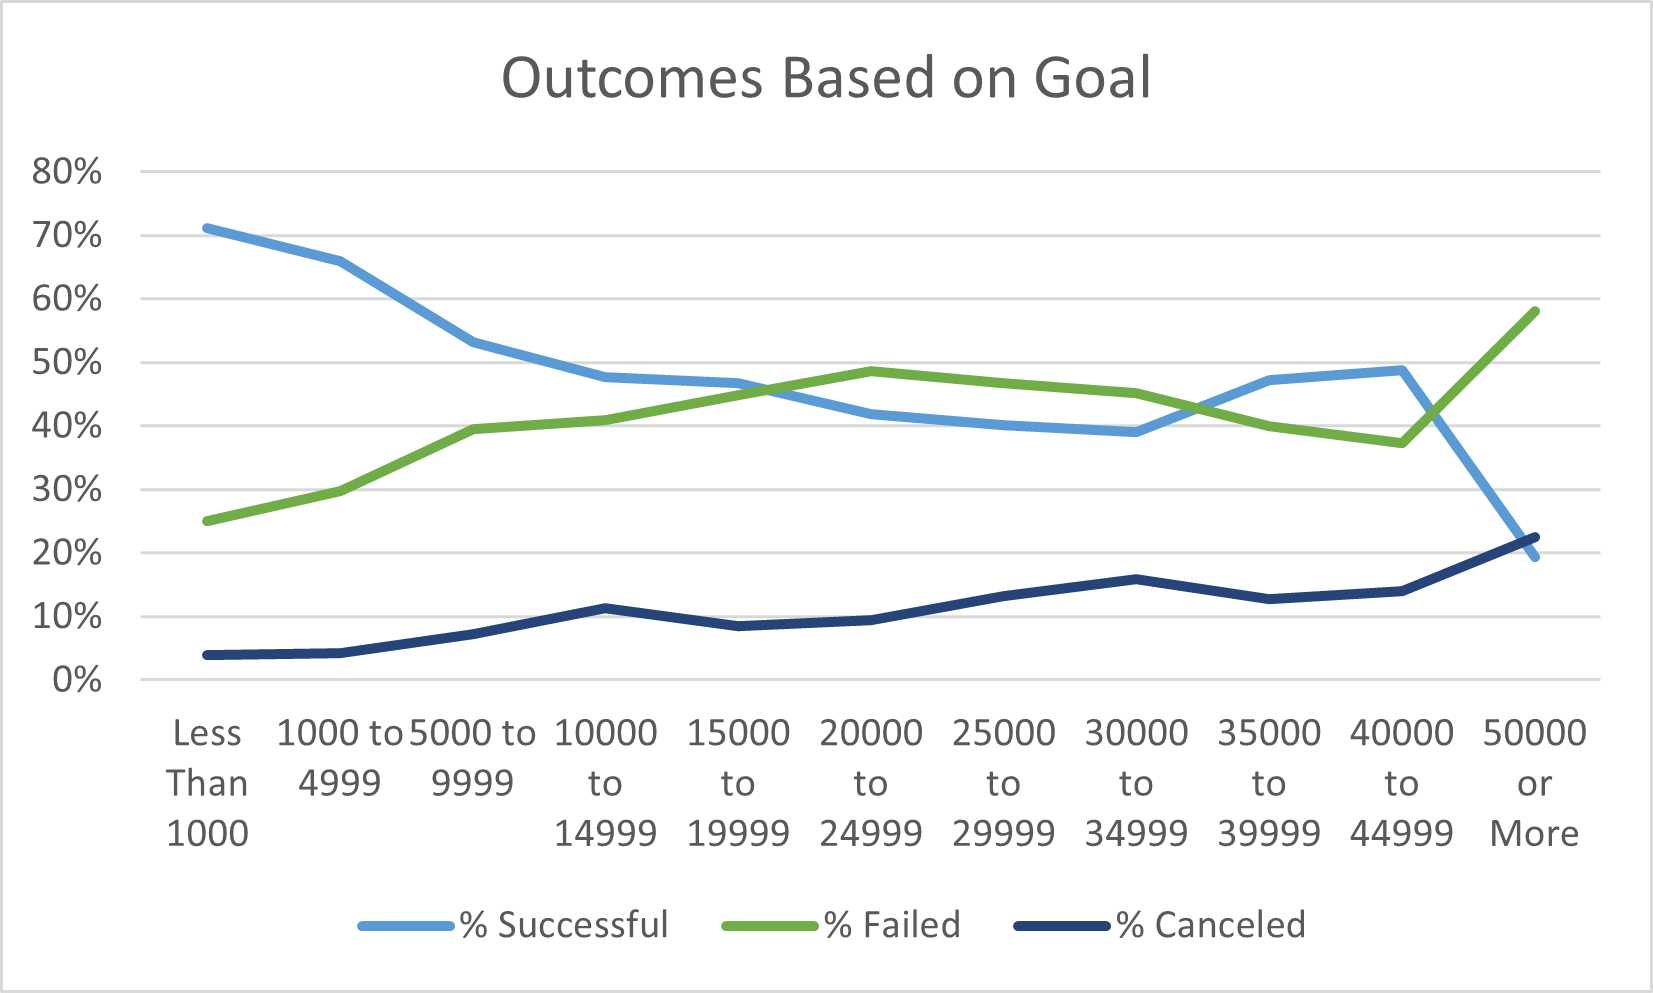 Outcomes Based on Goal
80%
70%
60%
50%
40%
30%
20%
10%
0%
Less Than 1000
1000 to 4999
5000 to 9999
10000 to 14999
15000 to 19999
20000 to 24999
25000 to 29999
30000 to 34999
35000 to 39999
40000 to 44999
50000 or More
% Successful
% Failed
% Canceled